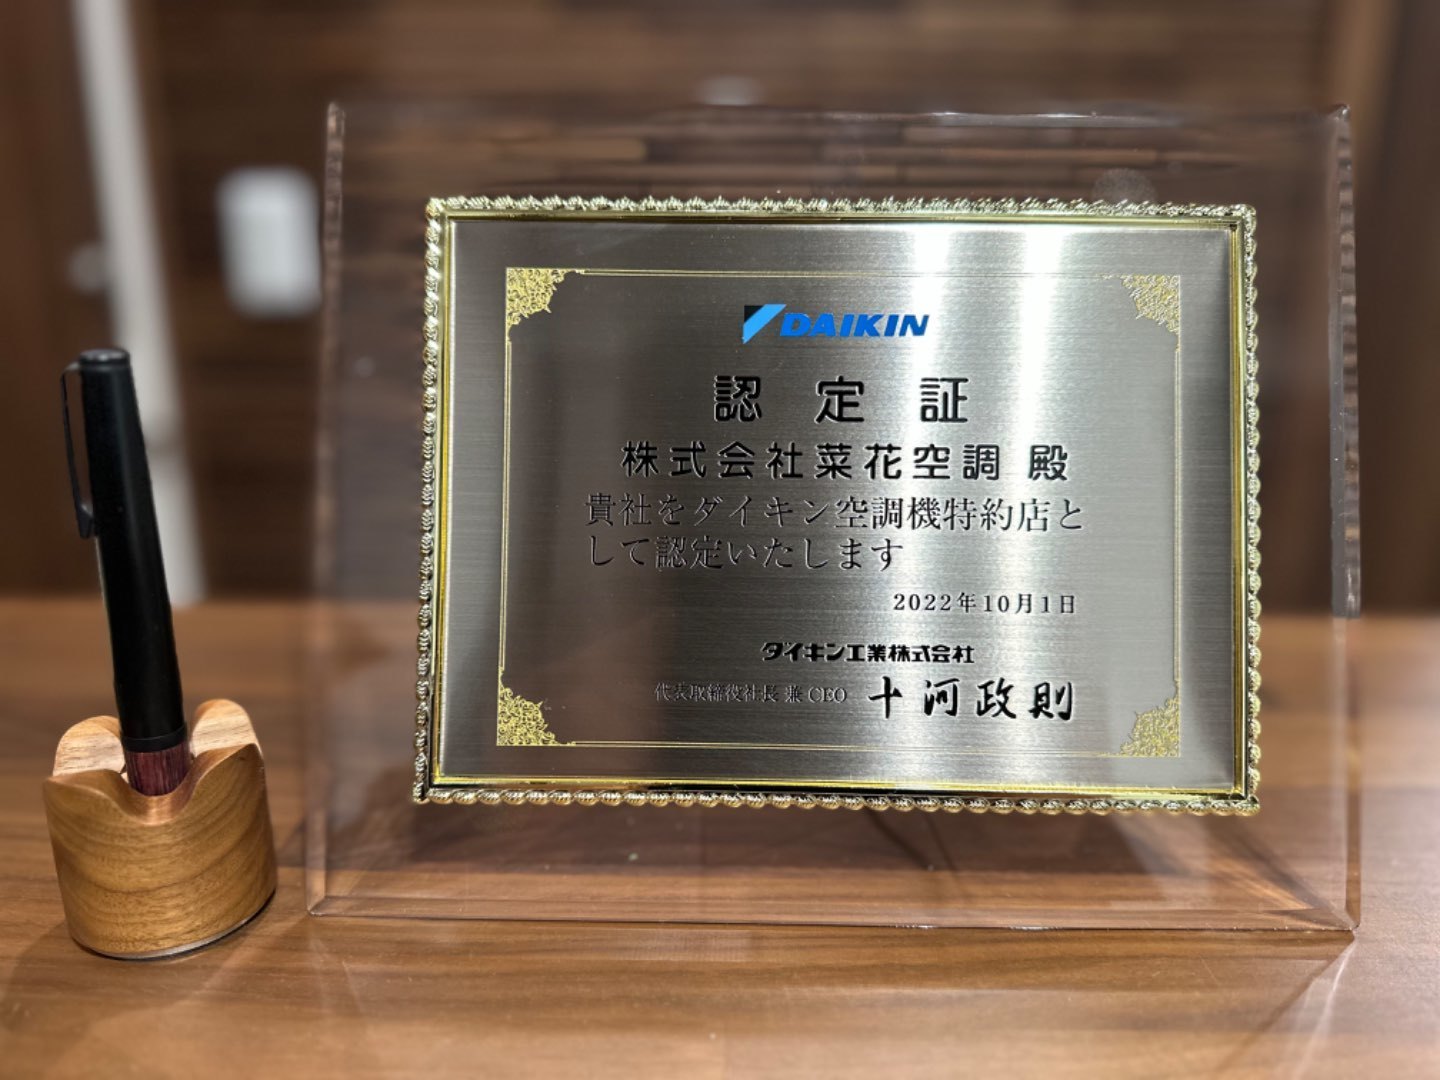 DAIKIN
認定証
株式会社菜花空調 殿
貴社をダイキン空調機特約店と
して認定いたします
2022年10月1日
ダイキン工業株式会社
代表取締役社長 兼 CEO 十河政則